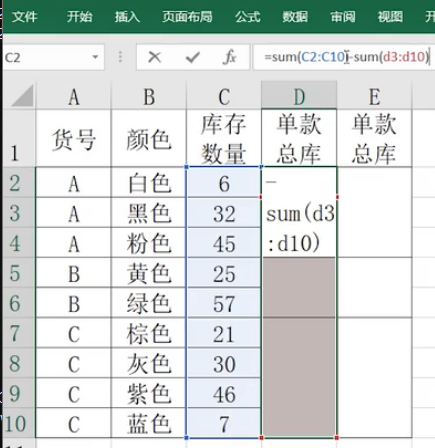 文件 开始 插入 页面布局 公式 数据 审阅 视图
C2 fx =sum(C2:C10)-sum(d3:d10)
A B C D E
1 货号 颜色 库存数量 单款总库 单款总库
2 A 白色 6 -
3 A 黑色 32 sum(d3
4 A 粉色 45 :d10)
5 B 黄色 25
6 B 绿色 57
7 C 棕色 21
8 C 灰色 30
9 C 紫色 46
10 C 蓝色 7